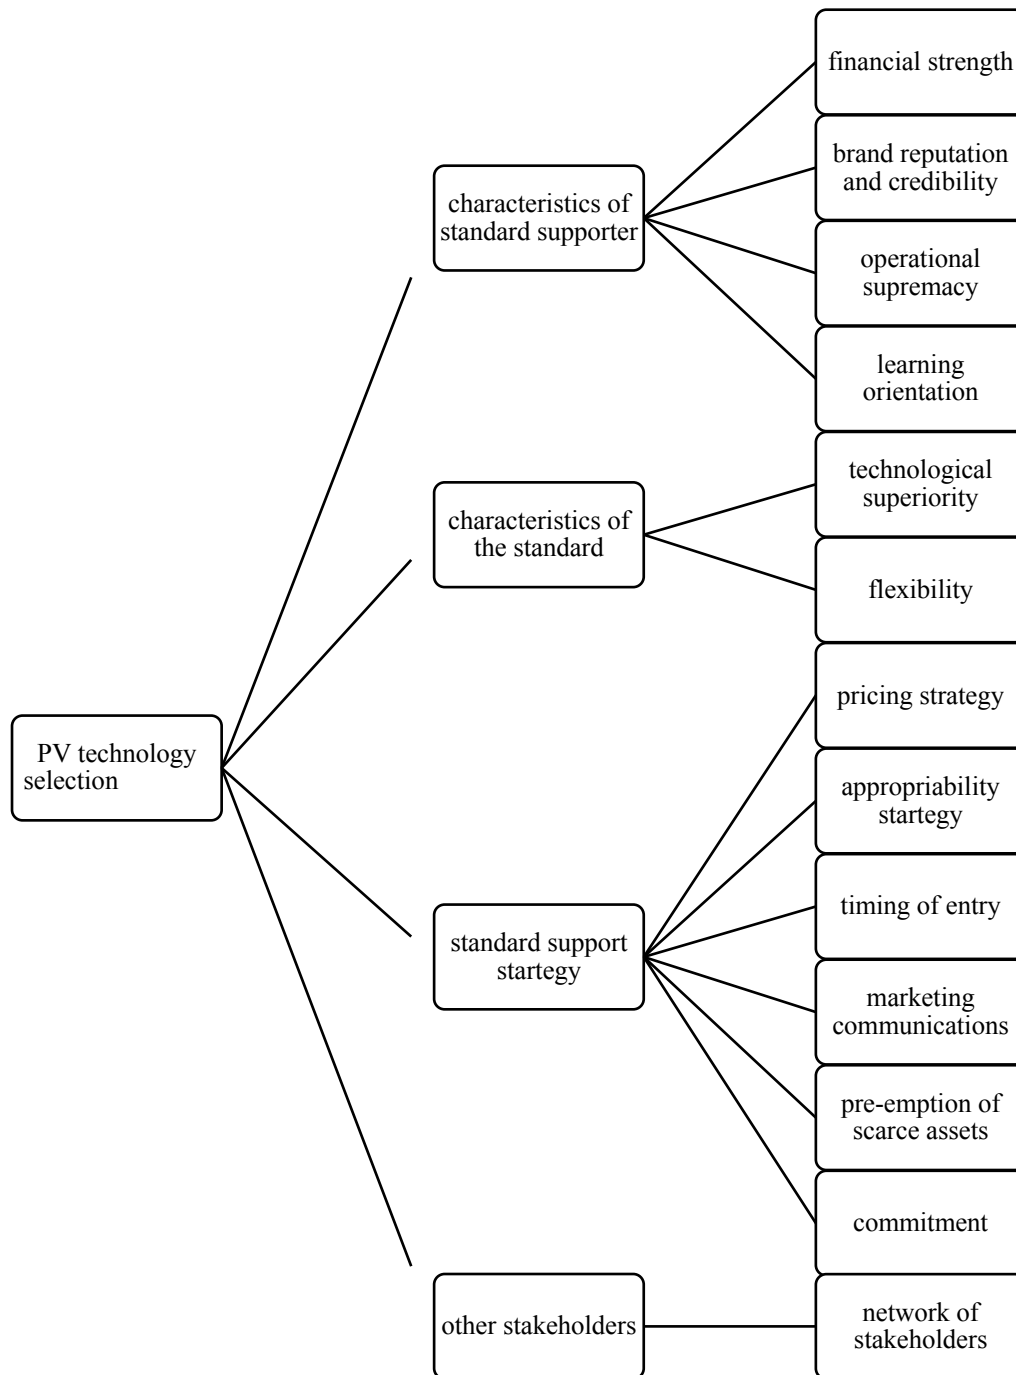 financial strength
brand reputation
and credibility
characteristics of
standard supporter
operational
supremacy
learning
orientation
technological
superiority
characteristics of
the standard
flexibility
pricing strategy
PV technology
selection
appropriability
startegy
timing of entry
standard support
startegy
marketing
communications
pre-emption of
scarce assets
commitment
other stakeholders
network of
stakeholders